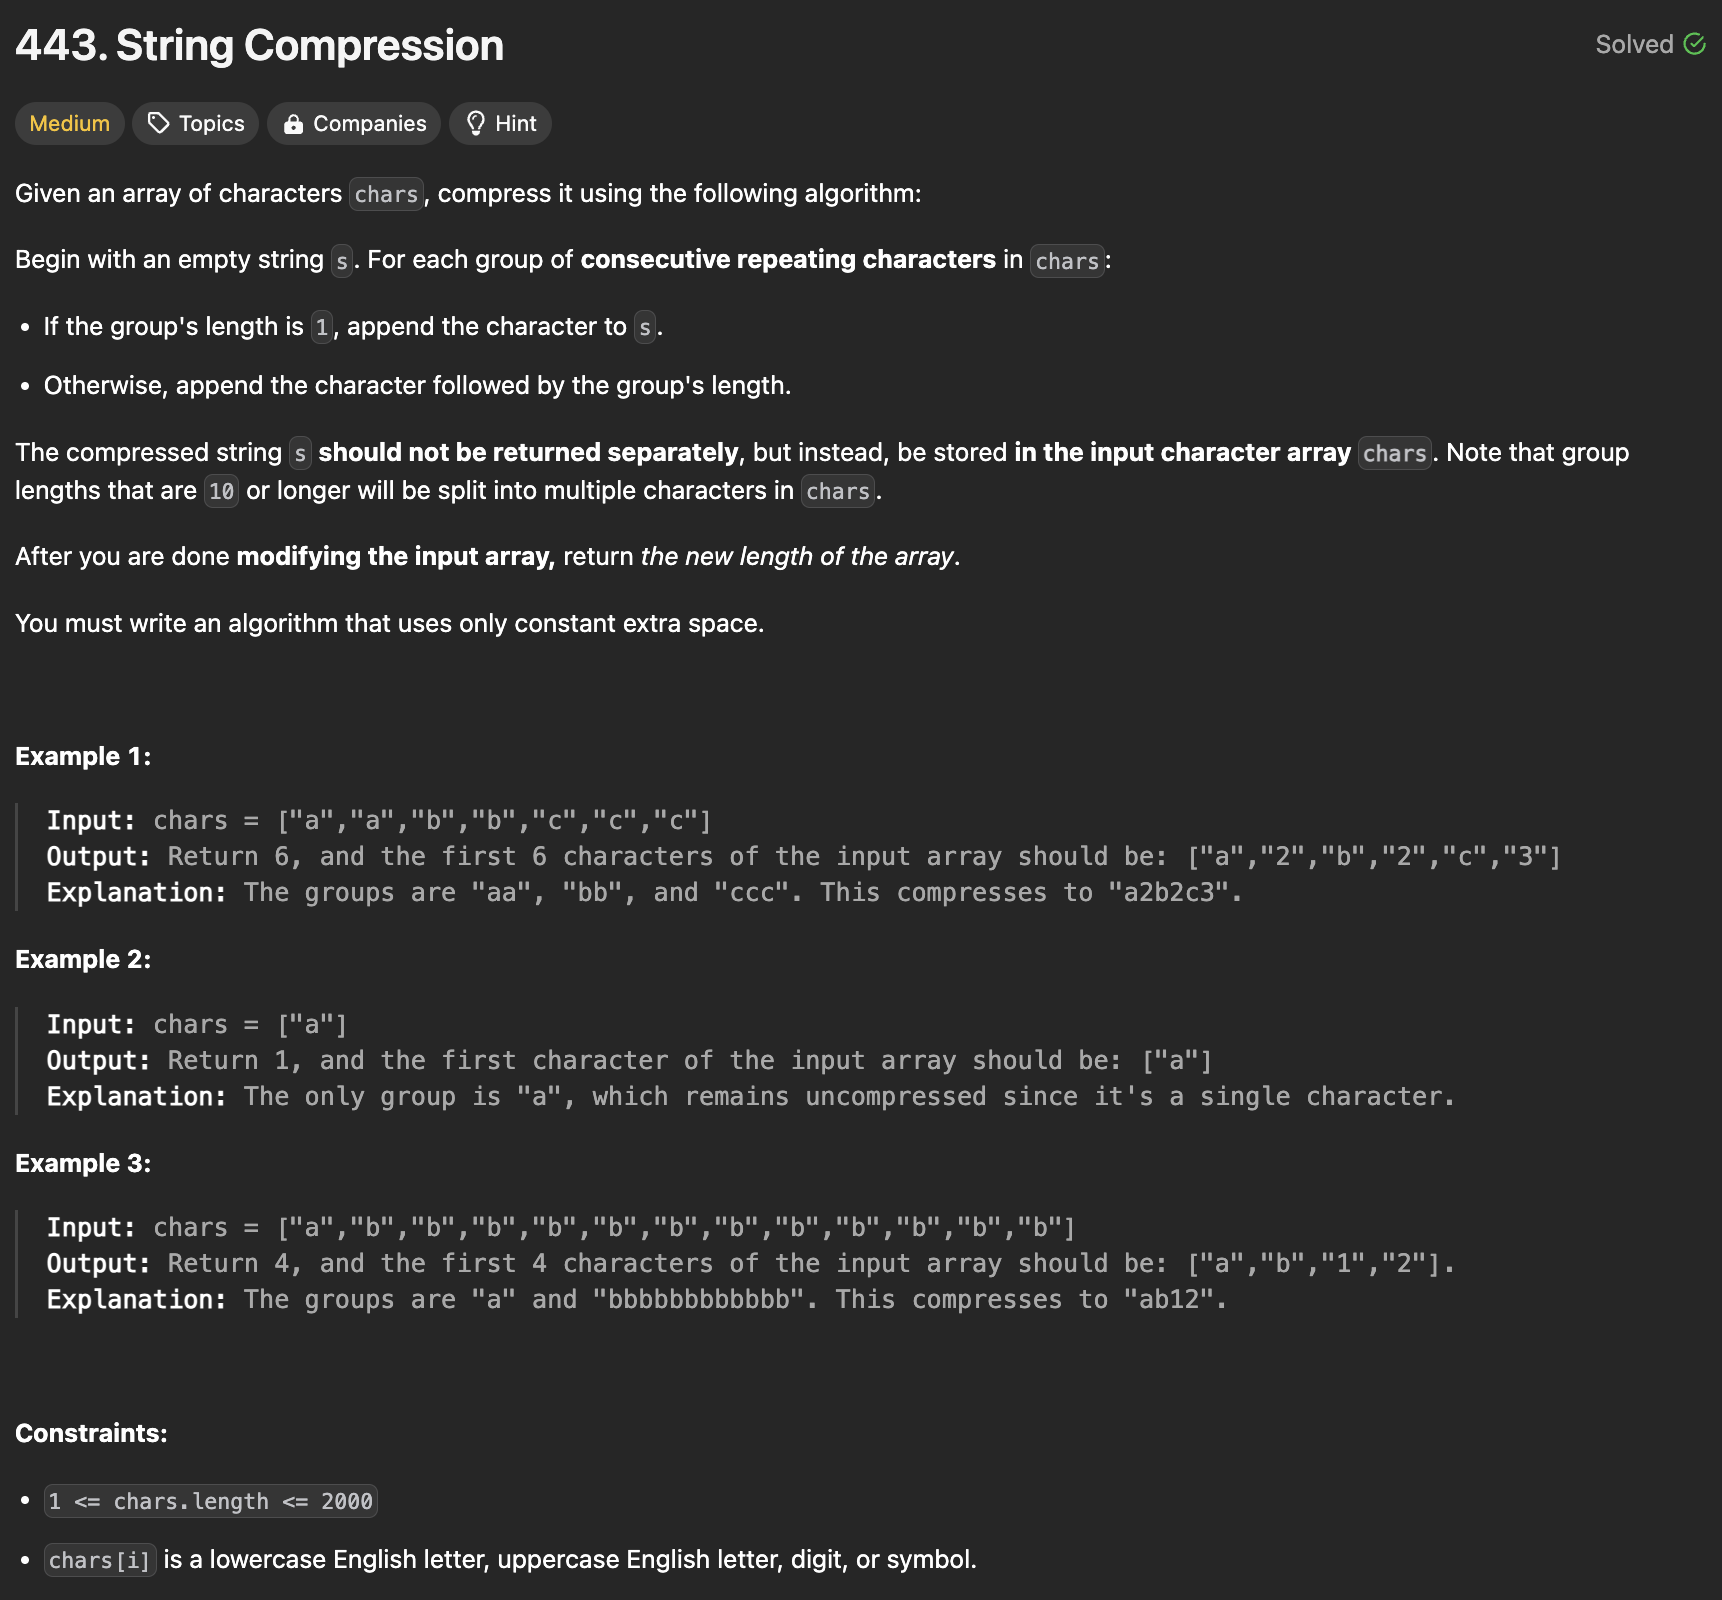 443. String Compression
Solved
Medium
Topics
Companies
Hint
Given an array of characters chars, compress it using the following algorithm:
Begin with an empty string s. For each group of consecutive repeating characters in chars:
• If the group's length is 1, append the character to s.
• Otherwise, append the character followed by the group's length.
The compressed string s should not be returned separately, but instead, be stored in the input character array chars. Note that group
lengths that are 10 or longer will be split into multiple characters in chars.
After you are done modifying the input array, return the new length of the array.
You must write an algorithm that uses only constant extra space.
Example 1:
Input: chars = ["a","a","b","b","c","c","c"]
Output: Return 6, and the first 6 characters of the input array should be: ["a","2","b","2","c","3"]
Explanation: The groups are "aa", "bb", and "ccc". This compresses to "a2b2c3".
Example 2:
Input: chars = ["a"]
Output: Return 1, and the first character of the input array should be: ["a"]
Explanation: The only group is "a", which remains uncompressed since it's a single character.
Example 3:
Input: chars = ["a","b","b","b","b","b","b","b","b","b","b","b","b"]
Output: Return 4, and the first 4 characters of the input array should be: ["a","b","1","2"].
Explanation: The groups are "a" and "bbbbbbbbbbbb". This compresses to "ab12".
Constraints:
• 1 <= chars.length <= 2000
• chars[i] is a lowercase English letter, uppercase English letter, digit, or symbol.